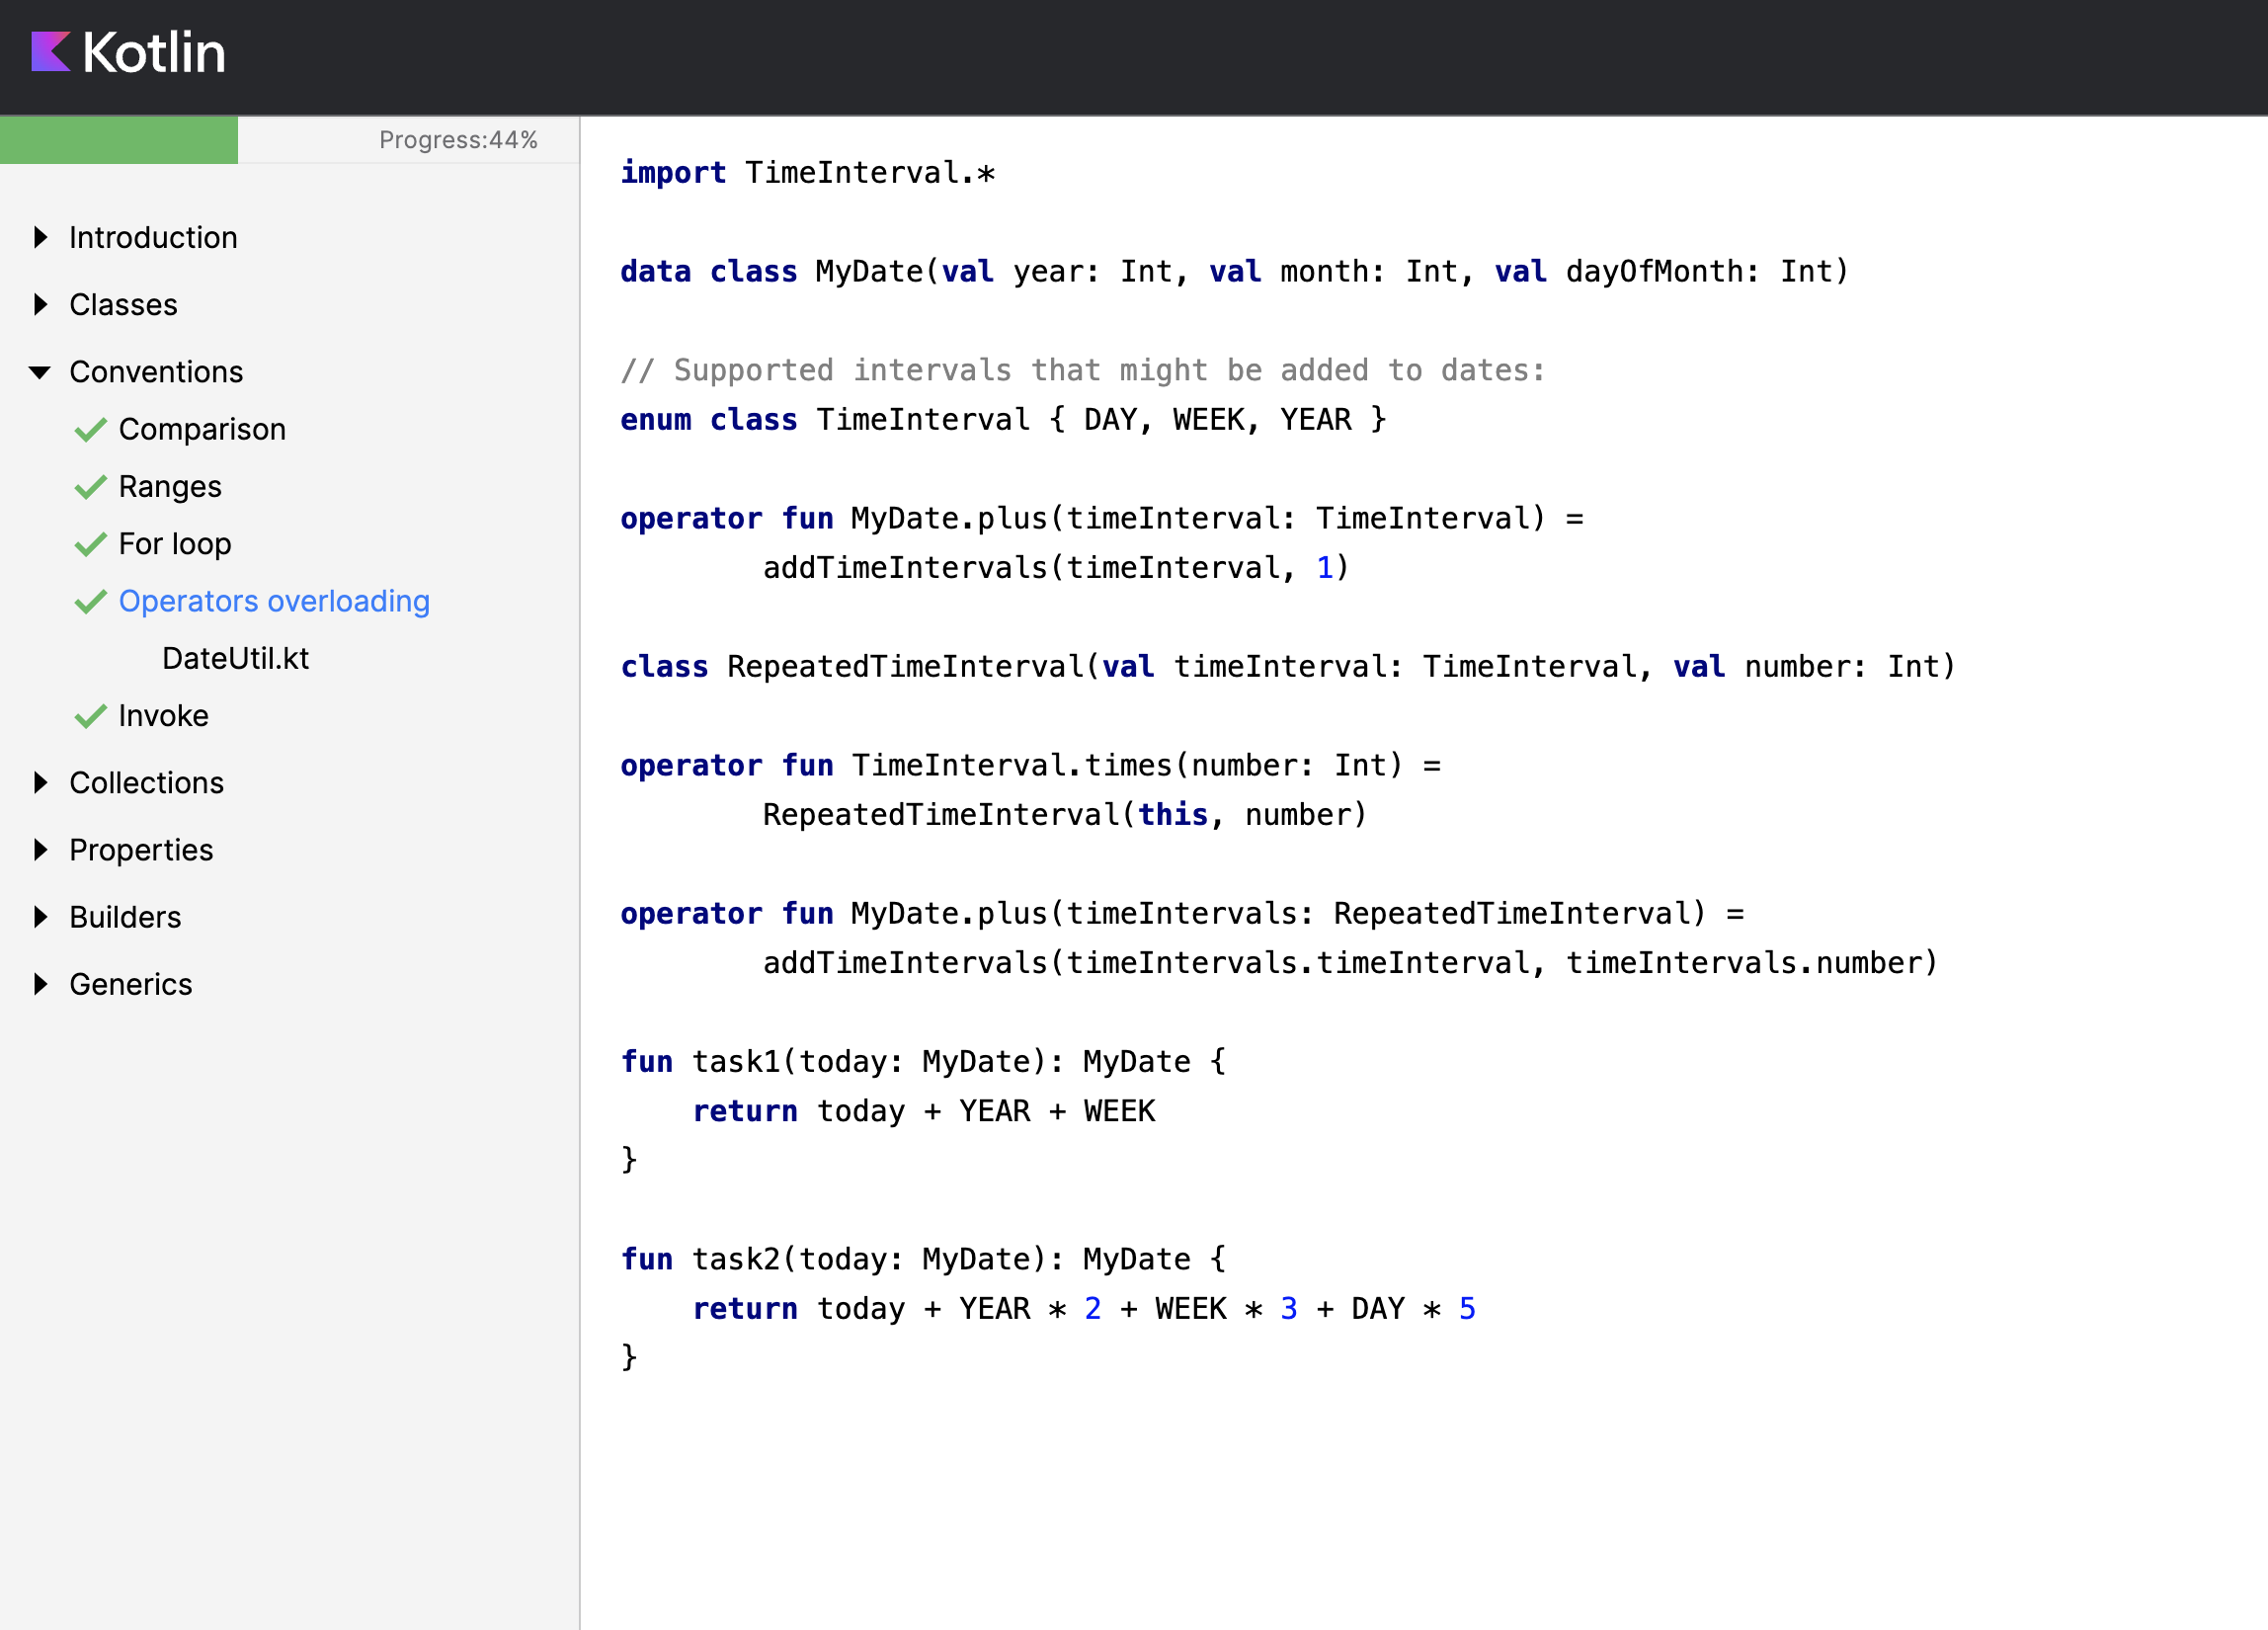 Kotlin
Progress:44%
Introduction
Classes
Conventions
Comparison
Ranges
For loop
Operators overloading
DateUtil.kt
Invoke
Collections
Properties
Builders
Generics
import TimeInterval.*
data class MyDate(val year: Int, val month: Int, val dayOfMonth: Int)
// Supported intervals that might be added to dates:
enum class TimeInterval { DAY, WEEK, YEAR }
operator fun MyDate.plus(timeInterval: TimeInterval) =
        addTimeIntervals(timeInterval, 1)
class RepeatedTimeInterval(val timeInterval: TimeInterval, val number: Int)
operator fun TimeInterval.times(number: Int) =
        RepeatedTimeInterval(this, number)
operator fun MyDate.plus(timeIntervals: RepeatedTimeInterval) =
        addTimeIntervals(timeIntervals.timeInterval, timeIntervals.number)
fun task1(today: MyDate): MyDate {
    return today + YEAR + WEEK
}
fun task2(today: MyDate): MyDate {
    return today + YEAR * 2 + WEEK * 3 + DAY * 5
}